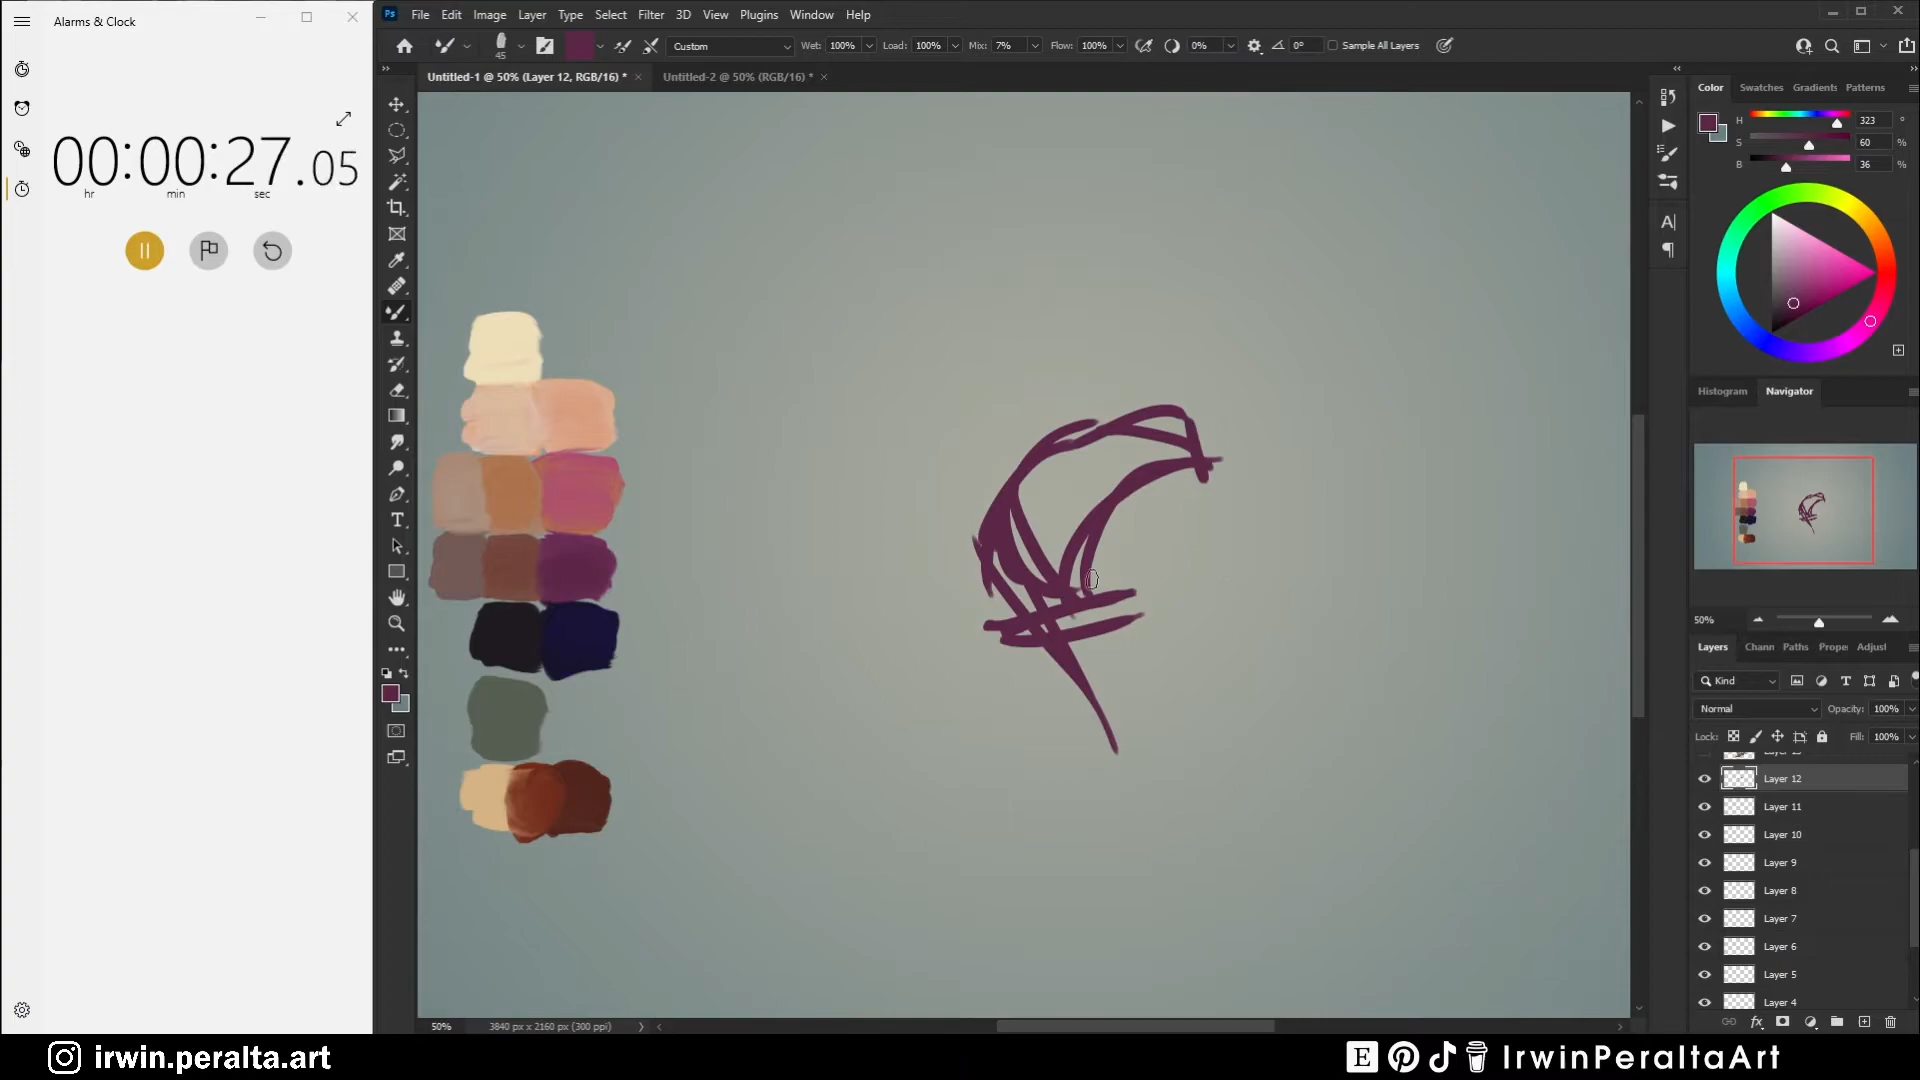 Alarms & Clock
00:00:27.05
hr min sec
Ps File Edit Image Layer Type Select Filter 3D View Plugins Window Help
45 Custom Wet: 100% Load: 100% Mix: 7% Flow: 100% 0% 0° Sample All Layers
Untitled-1 @ 50% (Layer 12, RGB/16) * Untitled-2 @ 50% (RGB/16) *
Color Swatches Gradients Patterns
H 323 °
S 60 %
B 36 %
Histogram Navigator
50%
Layers Chann Paths Prope Adjust
Kind
Normal Opacity: 100%
Lock: Fill: 100%
Layer 12
Layer 11
Layer 10
Layer 9
Layer 8
Layer 7
Layer 6
Layer 5
Layer 4
fx
50% 3840 px x 2160 px (300 ppi)
irwin.peralta.art
IrwinPeraltaArt